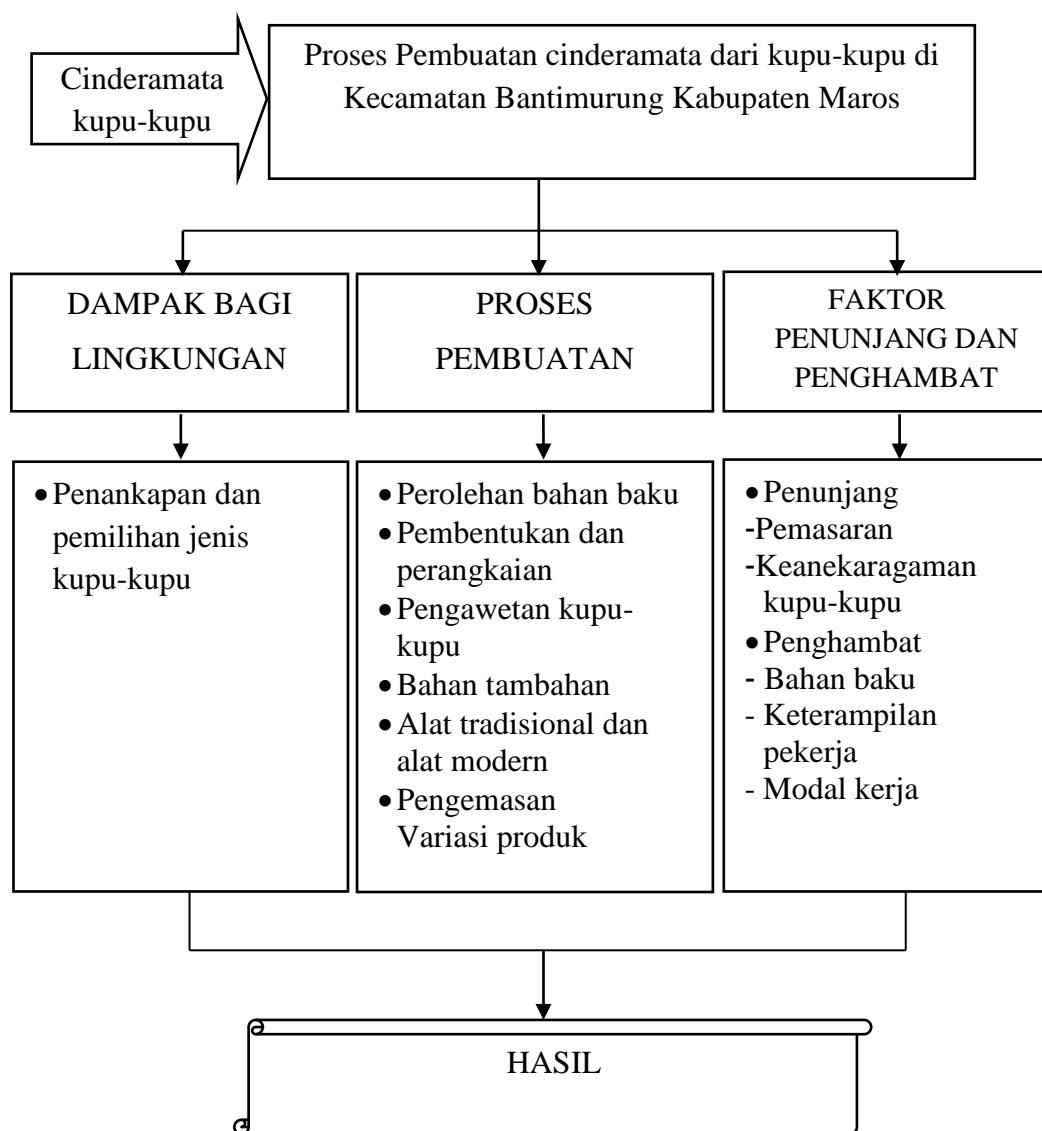 Cinderamata
kupu-kupu
Proses Pembuatan cinderamata dari kupu-kupu di
Kecamatan Bantimurung Kabupaten Maros
DAMPAK BAGI
LINGKUNGAN
PROSES
PEMBUATAN
FAKTOR
PENUNJANG DAN
PENGHAMBAT
•Penankapan dan
pemilihan jenis
kupu-kupu
•Perolehan bahan baku
•Pembentukan dan
perangkaian
•Pengawetan kupu-
kupu
•Bahan tambahan
•Alat tradisional dan
alat modern
•Pengemasan
Variasi produk
•Penunjang
-Pemasaran
-Keanekaragaman
kupu-kupu
•Penghambat
- Bahan baku
- Keterampilan
pekerja
- Modal kerja
HASIL